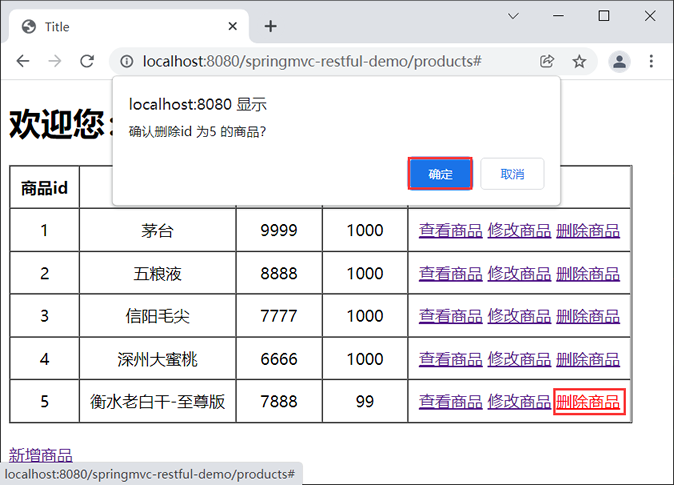 Title
localhost:8080/springmvc-restful-demo/products#
localhost:8080 显示
确认删除id 为5 的商品?
确定 取消
欢迎您:
商品id
1 茅台 9999 1000 查看商品 修改商品 删除商品
2 五粮液 8888 1000 查看商品 修改商品 删除商品
3 信阳毛尖 7777 1000 查看商品 修改商品 删除商品
4 深州大蜜桃 6666 1000 查看商品 修改商品 删除商品
5 衡水老白干-至尊版 7888 99 查看商品 修改商品 删除商品
新增商品
localhost:8080/springmvc-restful-demo/products#